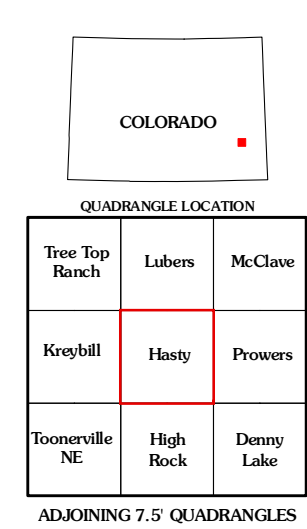 COLORADO
QUADRANGLE LOCATION
Tree Top
Ranch
Lubers
McClave
Kreybill
Hasty
Prowers
Toonerville
NE
High
Rock
Denny
Lake
ADJOINING 7.5' QUADRANGLES